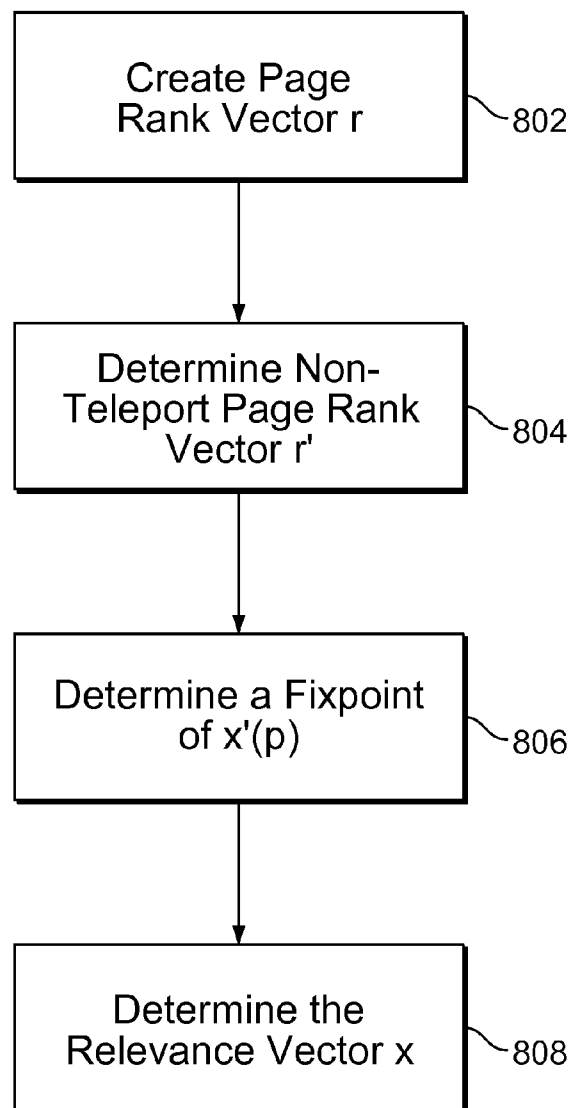 Create Page
Rank Vector r
802
Determine Non-
Teleport Page Rank
Vector r'
804
Determine a Fixpoint
of x'(p)
806
Determine the
Relevance Vector x
808